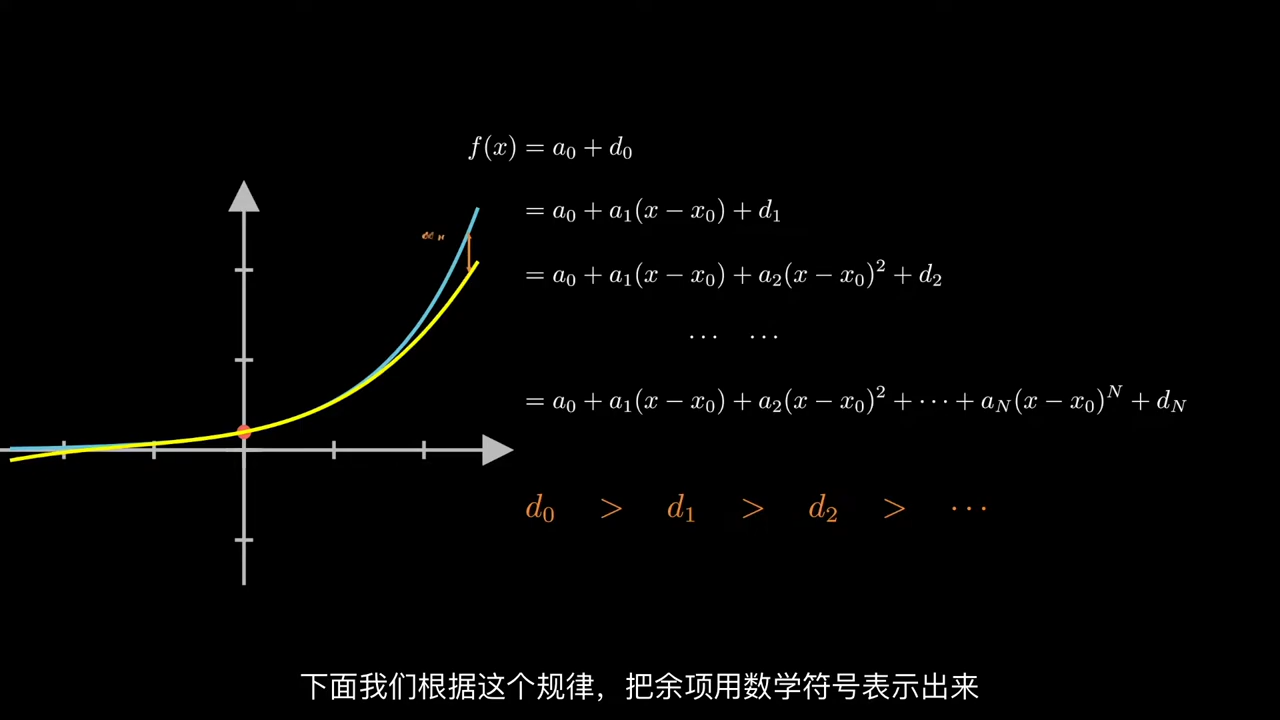 f(x) = a₀ + d₀
= a₀ + a₁(x − x₀) + d₁
= a₀ + a₁(x − x₀) + a₂(x − x₀)² + d₂
⋯ ⋯
= a₀ + a₁(x − x₀) + a₂(x − x₀)² + ⋯ + a_N(x − x₀)^N + d_N
d₀ > d₁ > d₂ > ⋯
下面我们根据这个规律，把余项用数学符号表示出来